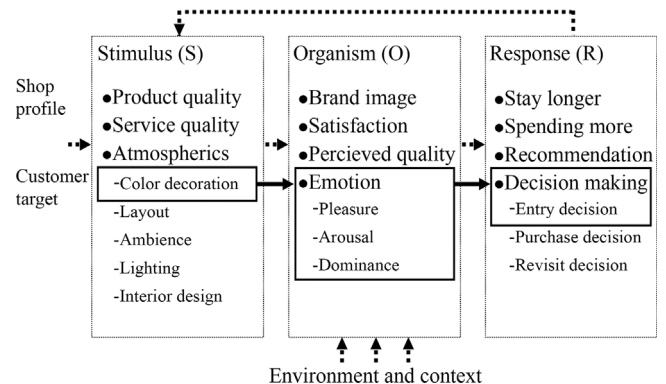 Stimulus (S)
Organism (O)
Response (R)
Shop
profile
Customer
target
●Product quality
●Service quality
●Atmospherics
-Color decoration
-Layout
-Ambience
-Lighting
-Interior design
●Brand image
●Satisfaction
●Percieved quality
●Emotion
-Pleasure
-Arousal
-Dominance
●Stay longer
●Spending more
●Recommendation
●Decision making
-Entry decision
-Purchase decision
-Revisit decision
Environment and context